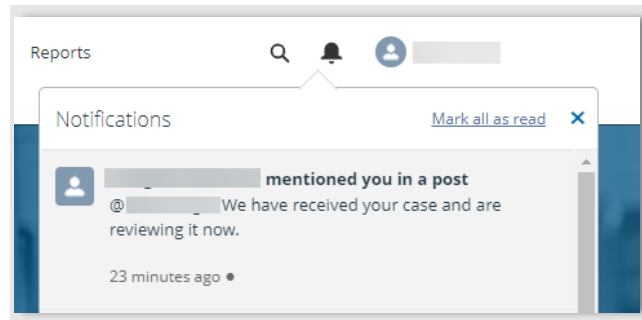 Reports
Notifications
Mark all as read
mentioned you in a post
@ We have received your case and are
reviewing it now.
23 minutes ago